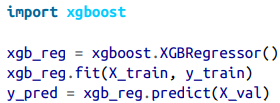 import xgboost

xgb_reg = xgboost.XGBRegressor()
xgb_reg.fit(X_train, y_train)
y_pred = xgb_reg.predict(X_val)